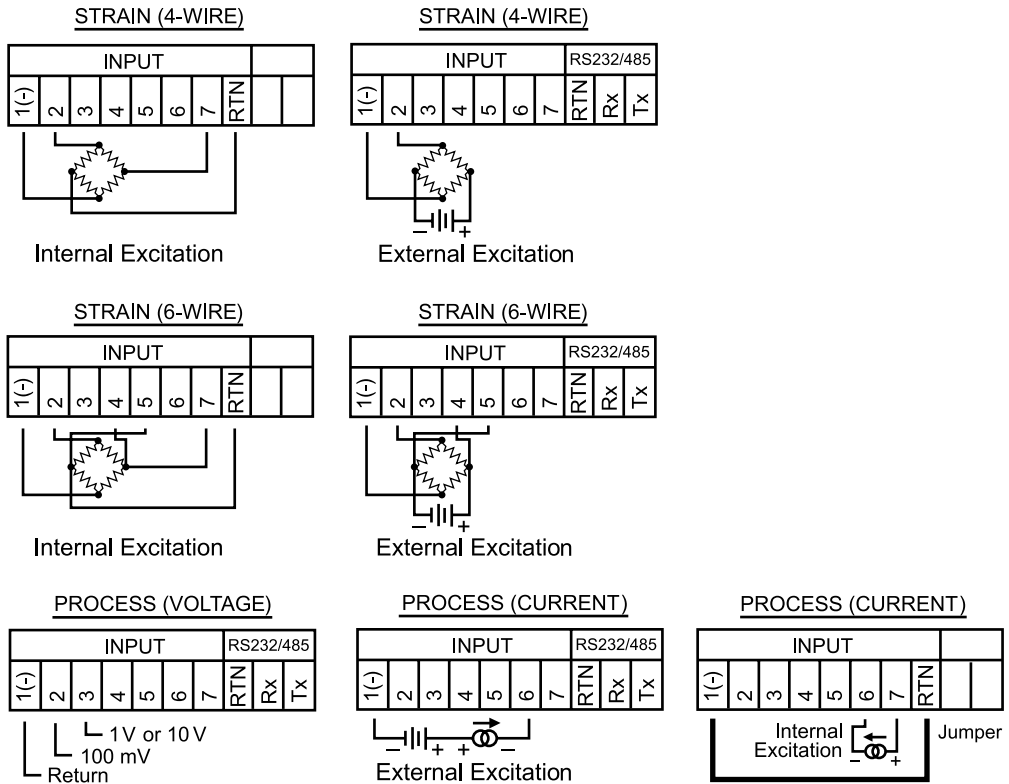 STRAIN (4-WIRE)
INPUT
1(-) 2 3 4 5 6 7 RTN
Internal Excitation
STRAIN (4-WIRE)
INPUT RS232/485
1(-) 2 3 4 5 6 7 RTN Rx Tx
− +
External Excitation
STRAIN (6-WIRE)
INPUT
1(-) 2 3 4 5 6 7 RTN
Internal Excitation
STRAIN (6-WIRE)
INPUT RS232/485
1(-) 2 3 4 5 6 7 RTN Rx Tx
− +
External Excitation
PROCESS (VOLTAGE)
INPUT RS232/485
1(-) 2 3 4 5 6 7 RTN Rx Tx
1V or 10V
100 mV
Return
PROCESS (CURRENT)
INPUT RS232/485
1(-) 2 3 4 5 6 7 RTN Rx Tx
− + + −
External Excitation
PROCESS (CURRENT)
INPUT
1(-) 2 3 4 5 6 7 RTN
Internal
Excitation
− +
Jumper